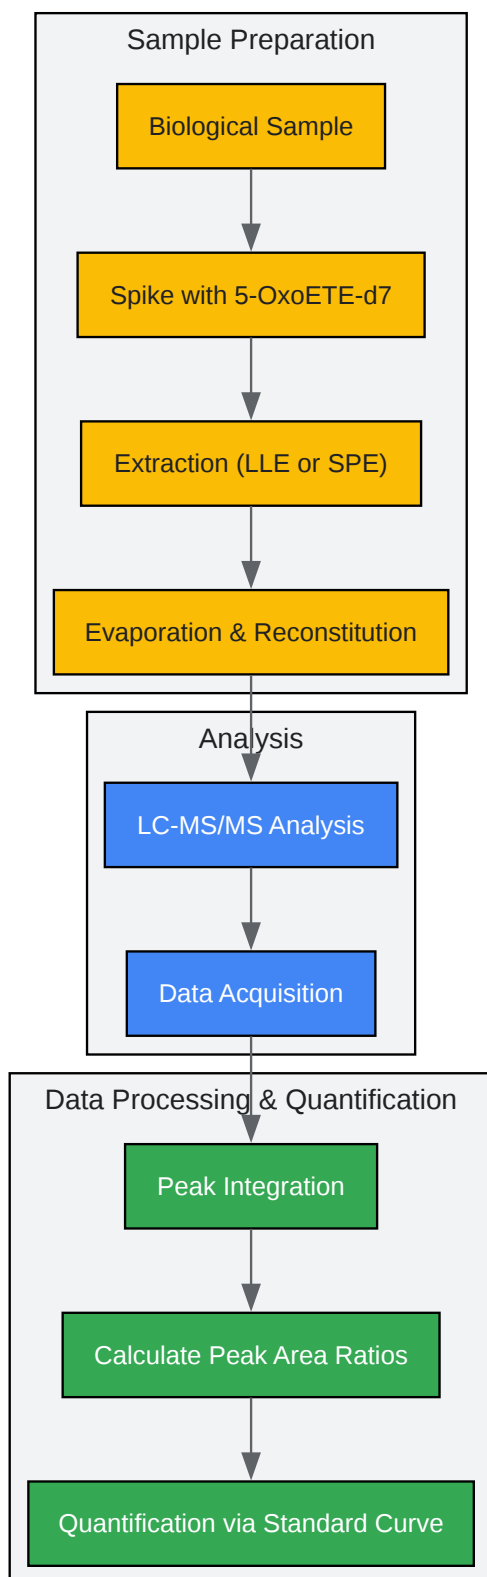 Sample Preparation
Biological Sample
Spike with 5-OxoETE-d7
Extraction (LLE or SPE)
Evaporation & Reconstitution
Analysis
LC-MS/MS Analysis
Data Acquisition
Data Processing & Quantification
Peak Integration
Calculate Peak Area Ratios
Quantification via Standard Curve